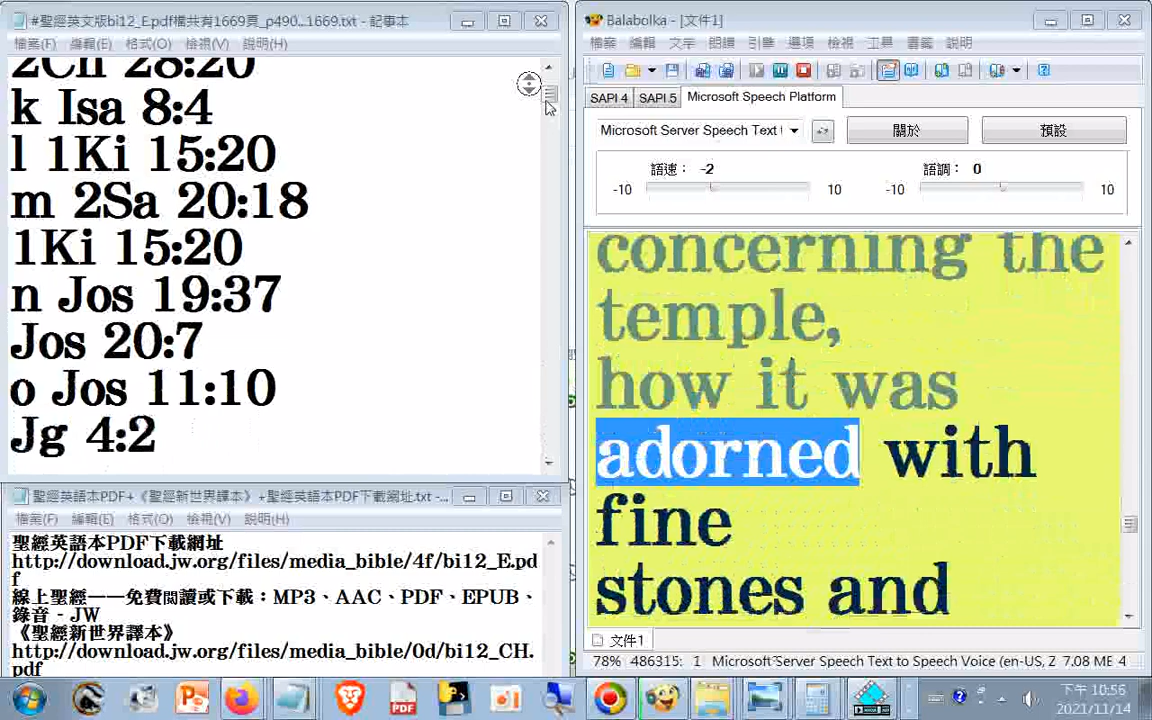 #聖經英文版bi12_E.pdf檔共有1669頁_p490...1669.txt - 記事本
檔案(F) 編輯(E) 格式(O) 檢視(V) 說明(H)
2Ch 28:20
k Isa 8:4
l 1Ki 15:20
m 2Sa 20:18
1Ki 15:20
n Jos 19:37
Jos 20:7
o Jos 11:10
Jg 4:2
聖經英語本PDF+《聖經新世界譯本》+聖經英語本PDF下載網址.txt - ...
檔案(F) 編輯(E) 格式(O) 檢視(V) 說明(H)
聖經英語本PDF下載網址
http://download.jw.org/files/media_bible/4f/bi12_E.pd
f
線上聖經——免費閱讀或下載：MP3、AAC、PDF、EPUB、
錄音 - JW
《聖經新世界譯本》
http://download.jw.org/files/media_bible/0d/bi12_CH.
pdf
Balabolka - [文件1]
檔案 編輯 文字 朗讀 引擎 選項 檢視 工具 書籤 說明
SAPI 4 SAPI 5 Microsoft Speech Platform
Microsoft Server Speech Text t 關於 預設
語速： -2 語調： 0
-10 10 -10 10
concerning the
temple,
how it was
adorned with
fine
stones and
文件1
78% 486315: 1 Microsoft Server Speech Text to Speech Voice (en-US, Z 7.08 ME 4
下午 10:56
2021/11/14